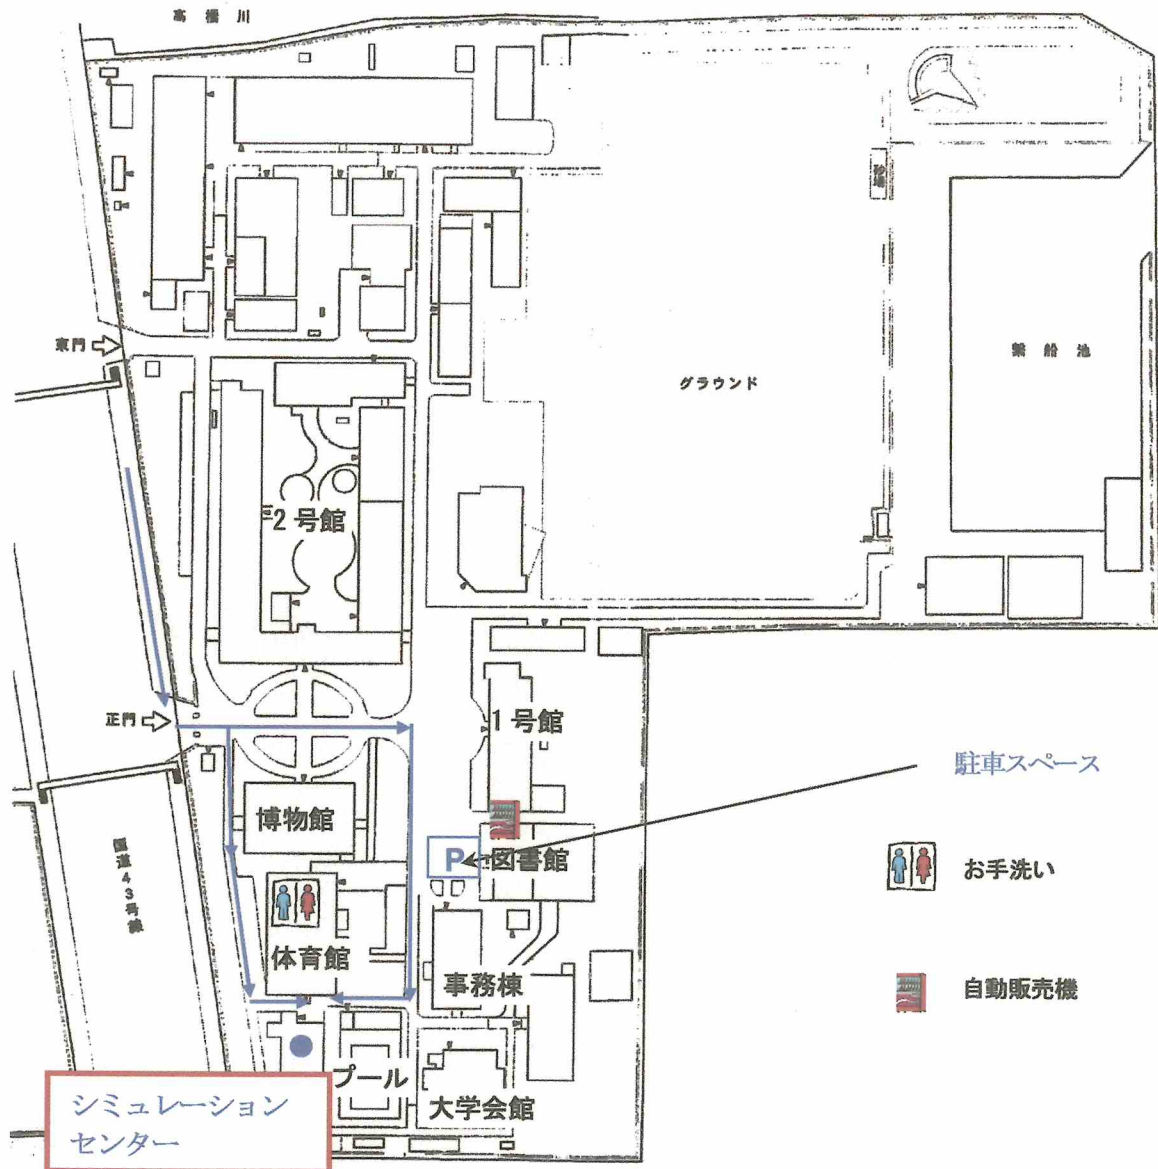 高橋川
砂場
東門
繋船池
グラウンド
2号館
正門
1号館
駐車スペース
博物館
国道43号線
P
図書館
お手洗い
体育館
事務棟
自動販売機
プール
大学会館
シミュレーション
センター